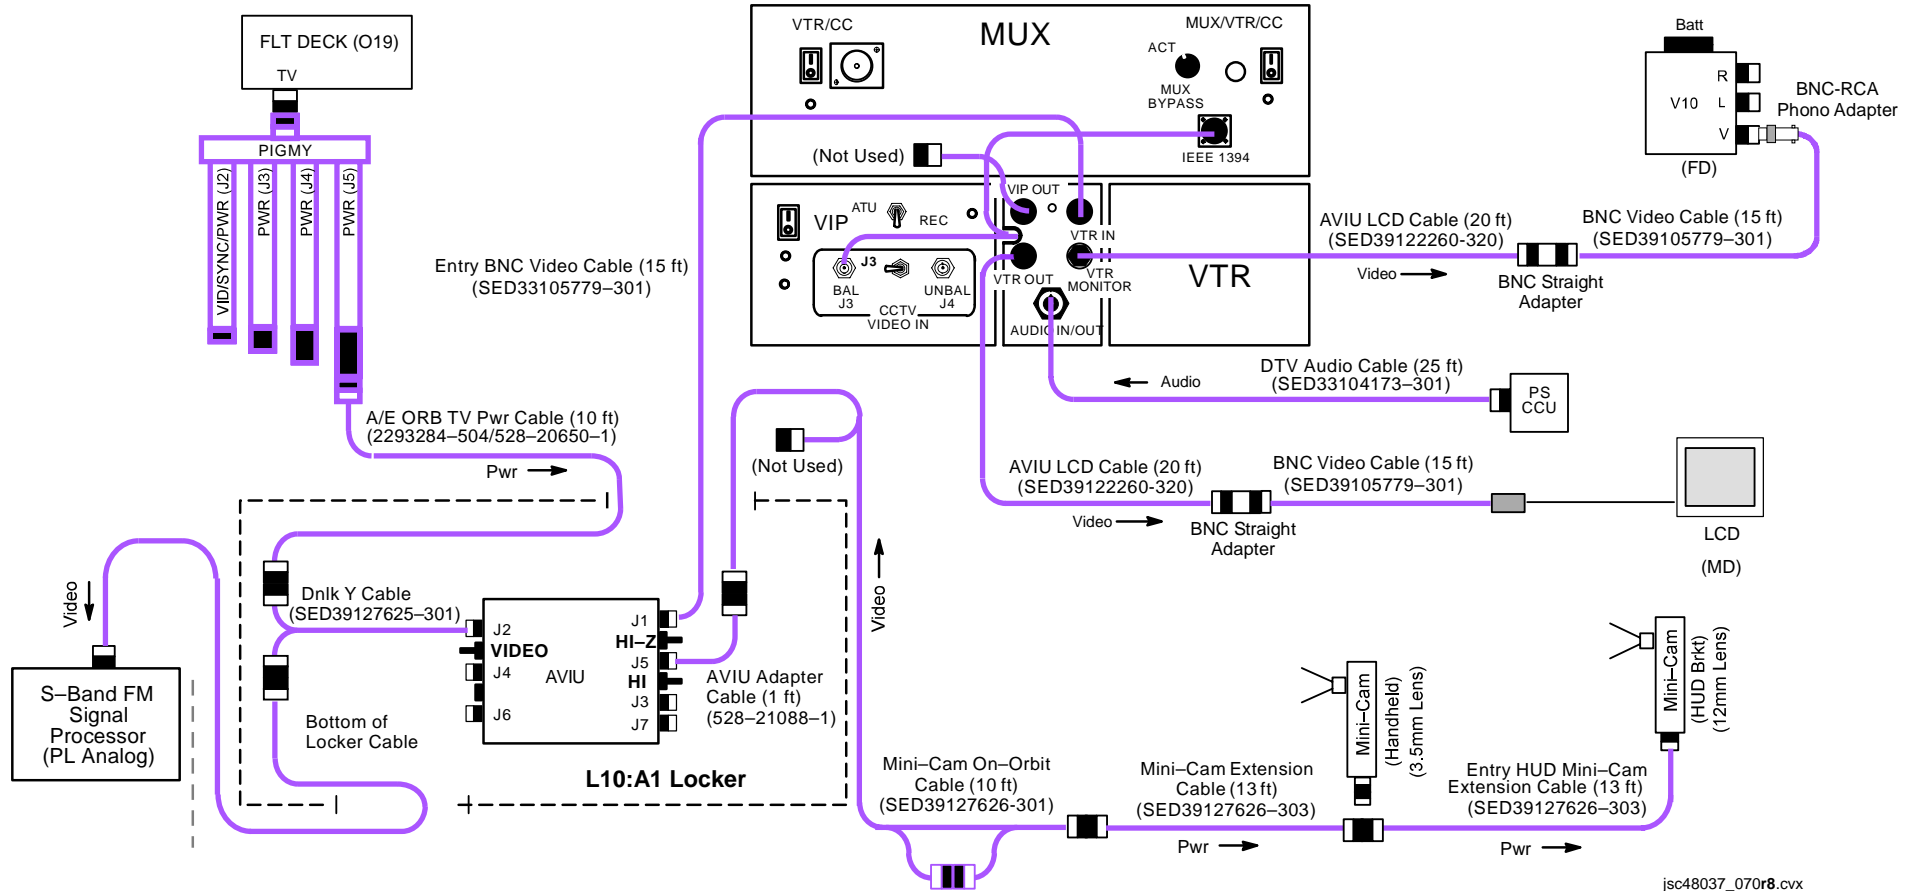 FLT DECK (O19)
TV
PIGMY
VID/SYNC/PWR (J2)
PWR (J3)
PWR (J4)
PWR (J5)
A/E ORB TV Pwr Cable (10 ft)
(2293284–504/528–20650–1)
Pwr
Entry BNC Video Cable (15 ft)
(SED33105779–301)
VTR/CC
MUX
MUX/VTR/CC
ACT
MUX
BYPASS
IEEE 1394
(Not Used)
VIP
ATU
REC
J3
BAL
J3
UNBAL
J4
CCTV
VIDEO IN
VIP OUT
VTR IN
VTR OUT
VTR
MONITOR
AUDIO IN/OUT
VTR
Batt
V10
R
L
V
(FD)
BNC-RCA
Phono Adapter
AVIU LCD Cable (20 ft)
(SED39122260-320)
Video
BNC Straight
Adapter
BNC Video Cable (15 ft)
(SED39105779–301)
DTV Audio Cable (25 ft)
(SED33104173–301)
Audio
PS
CCU
(Not Used)
AVIU LCD Cable (20 ft)
(SED39122260-320)
Video
BNC Straight
Adapter
BNC Video Cable (15 ft)
(SED39105779–301)
LCD
(MD)
Video
Dnlk Y Cable
(SED39127625–301)
S–Band FM
Signal
Processor
(PL Analog)
Bottom of
Locker Cable
J2
VIDEO
J4
J6
AVIU
J1
HI–Z
J5
HI
J3
J7
AVIU Adapter
Cable (1 ft)
(528–21088–1)
L10:A1 Locker
Video
Mini–Cam On–Orbit
Cable (10 ft)
(SED39127626-301)
Mini–Cam Extension
Cable (13 ft)
(SED39127626–303)
Pwr
Mini–Cam
(Handheld)
(3.5mm Lens)
Entry HUD Mini–Cam
Extension Cable (13 ft)
(SED39127626–303)
Pwr
Mini–Cam
(HUD Brkt)
(12mm Lens)
jsc48037_070r8.cvx